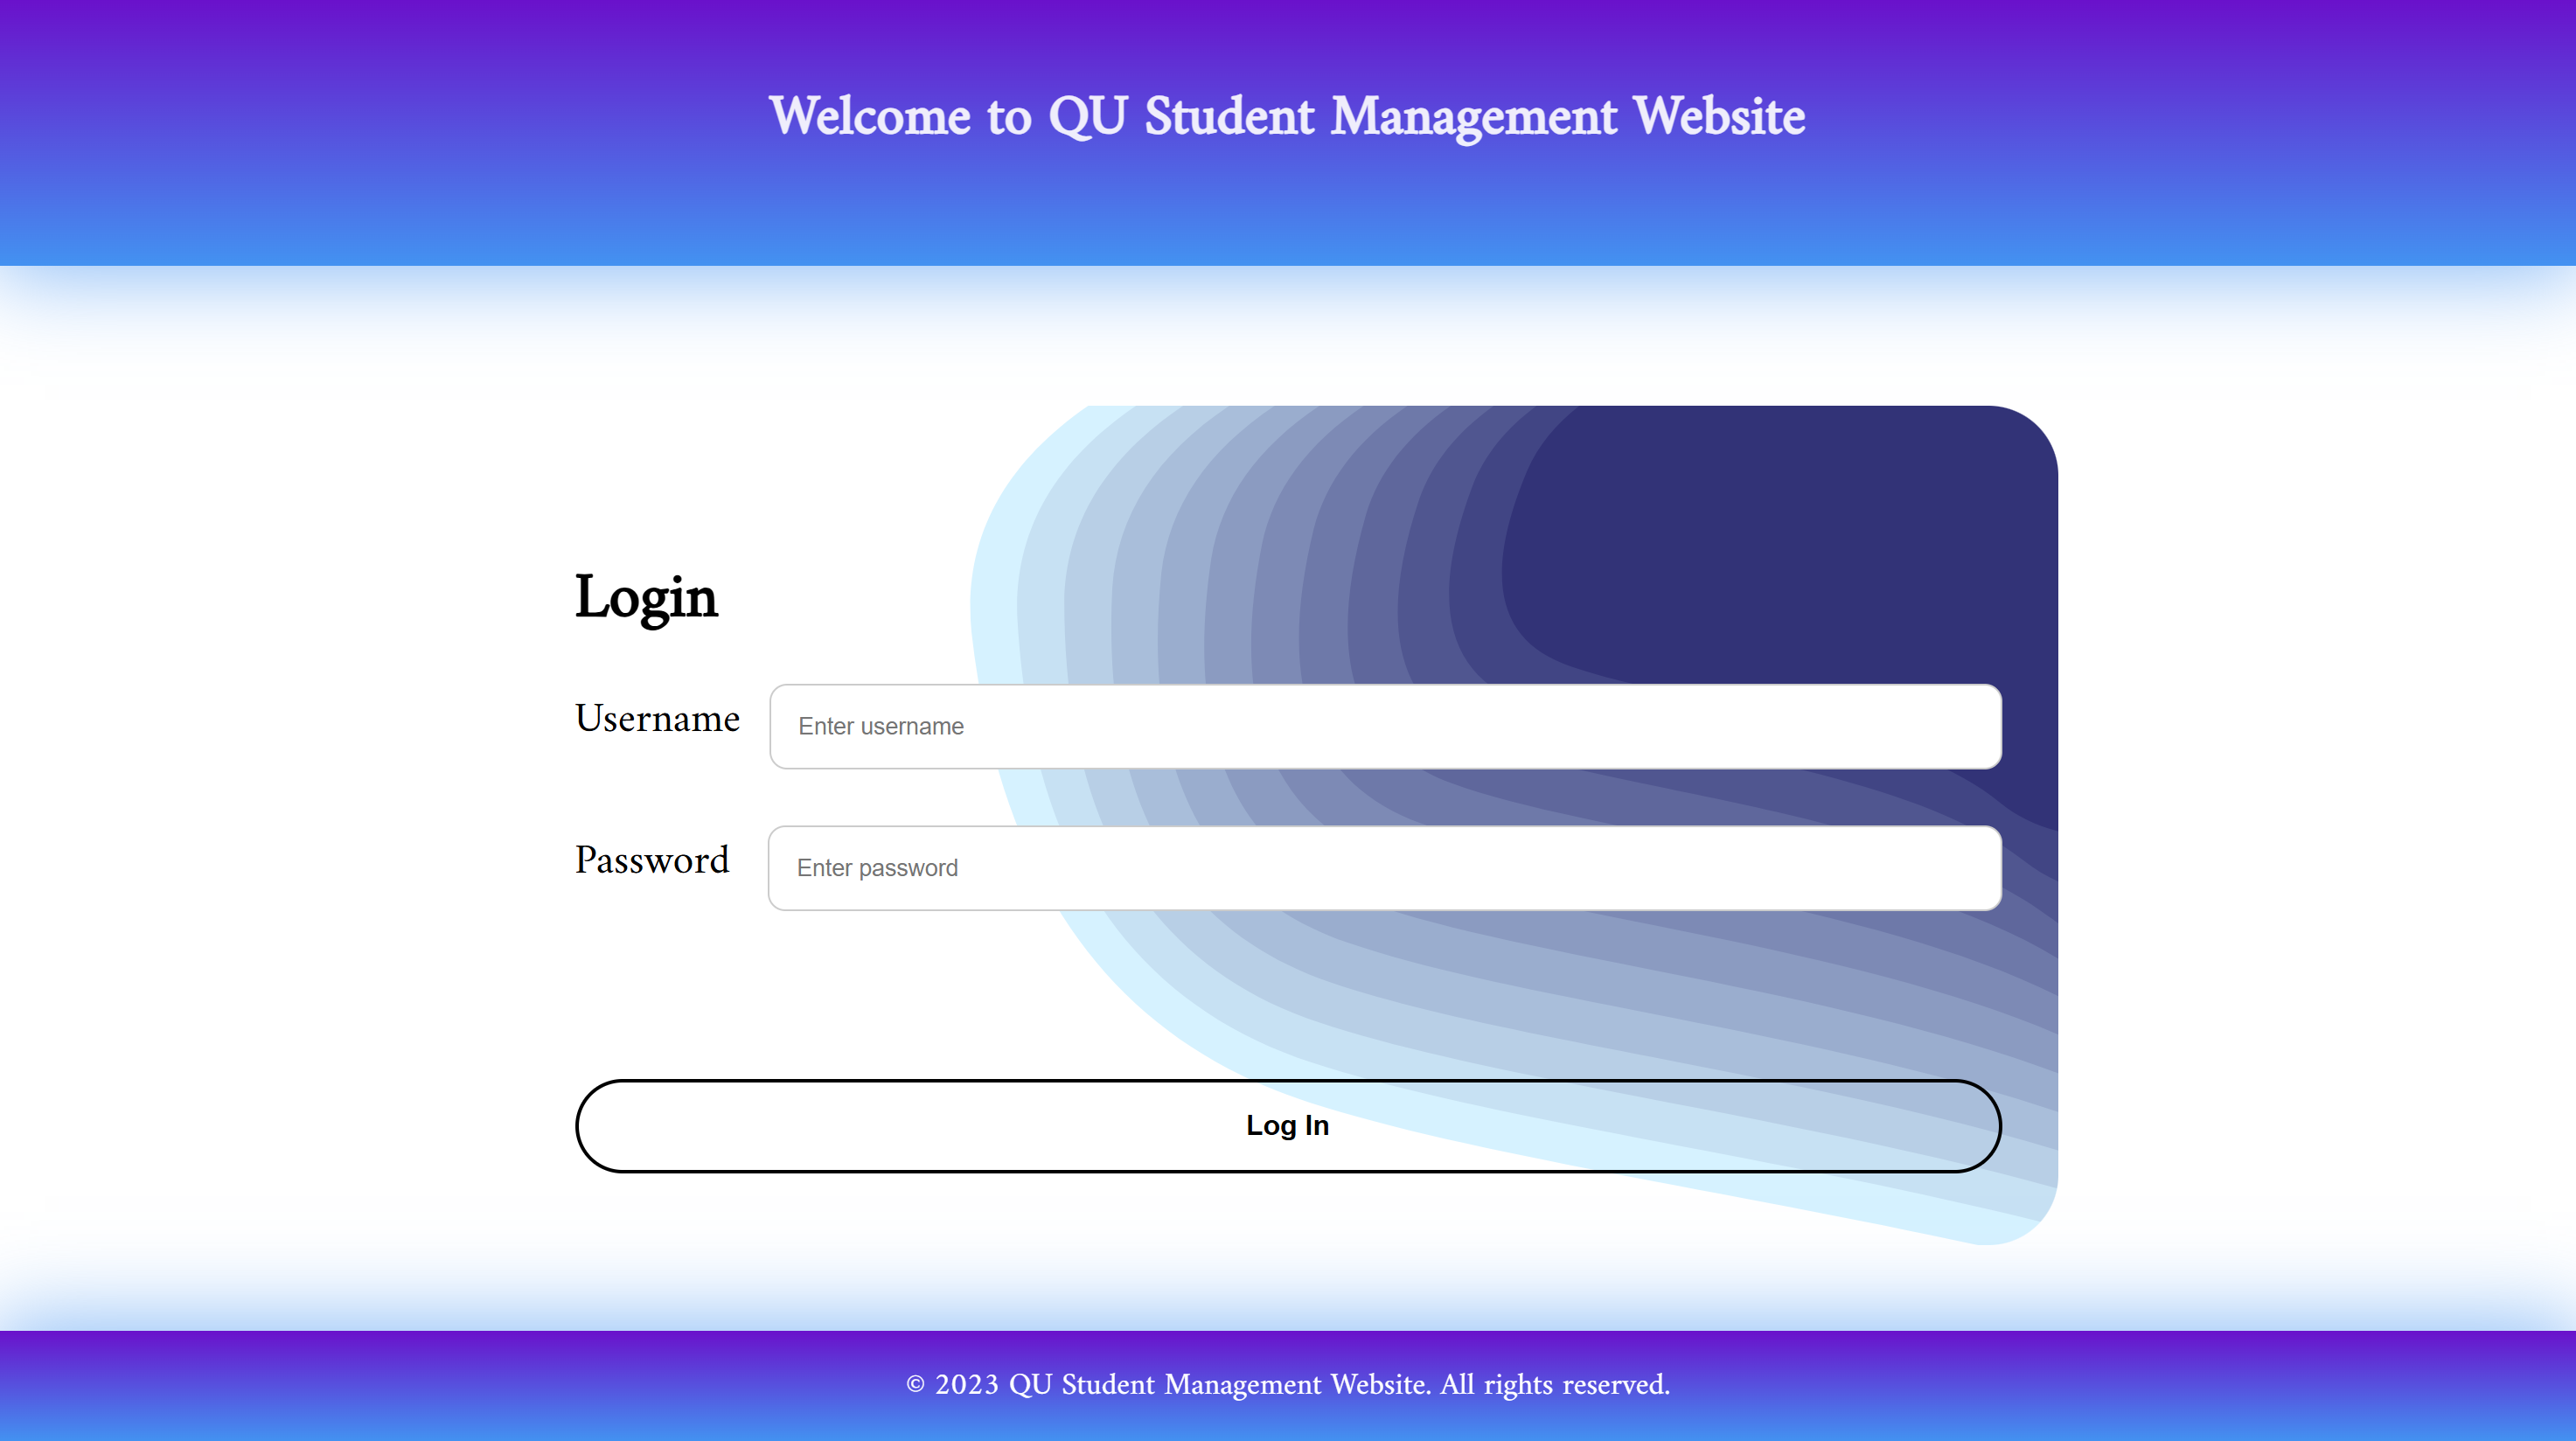 Welcome to QU Student Management Website
Login
Username
Enter username
Password
Enter password
Log In
© 2023 QU Student Management Website. All rights reserved.